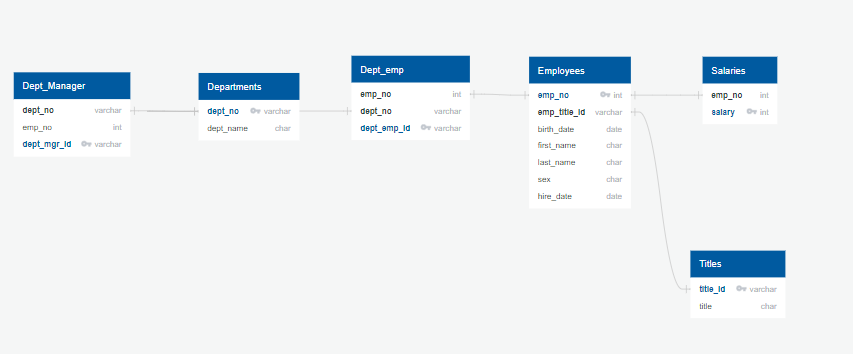 Dept_Manager
dept_no varchar
emp_no int
dept_mgr_id varchar
Departments
dept_no varchar
dept_name char
Dept_emp
emp_no int
dept_no varchar
dept_emp_id varchar
Employees
emp_no int
emp_title_id varchar
birth_date date
first_name char
last_name char
sex char
hire_date date
Salaries
emp_no int
salary int
Titles
title_id varchar
title char